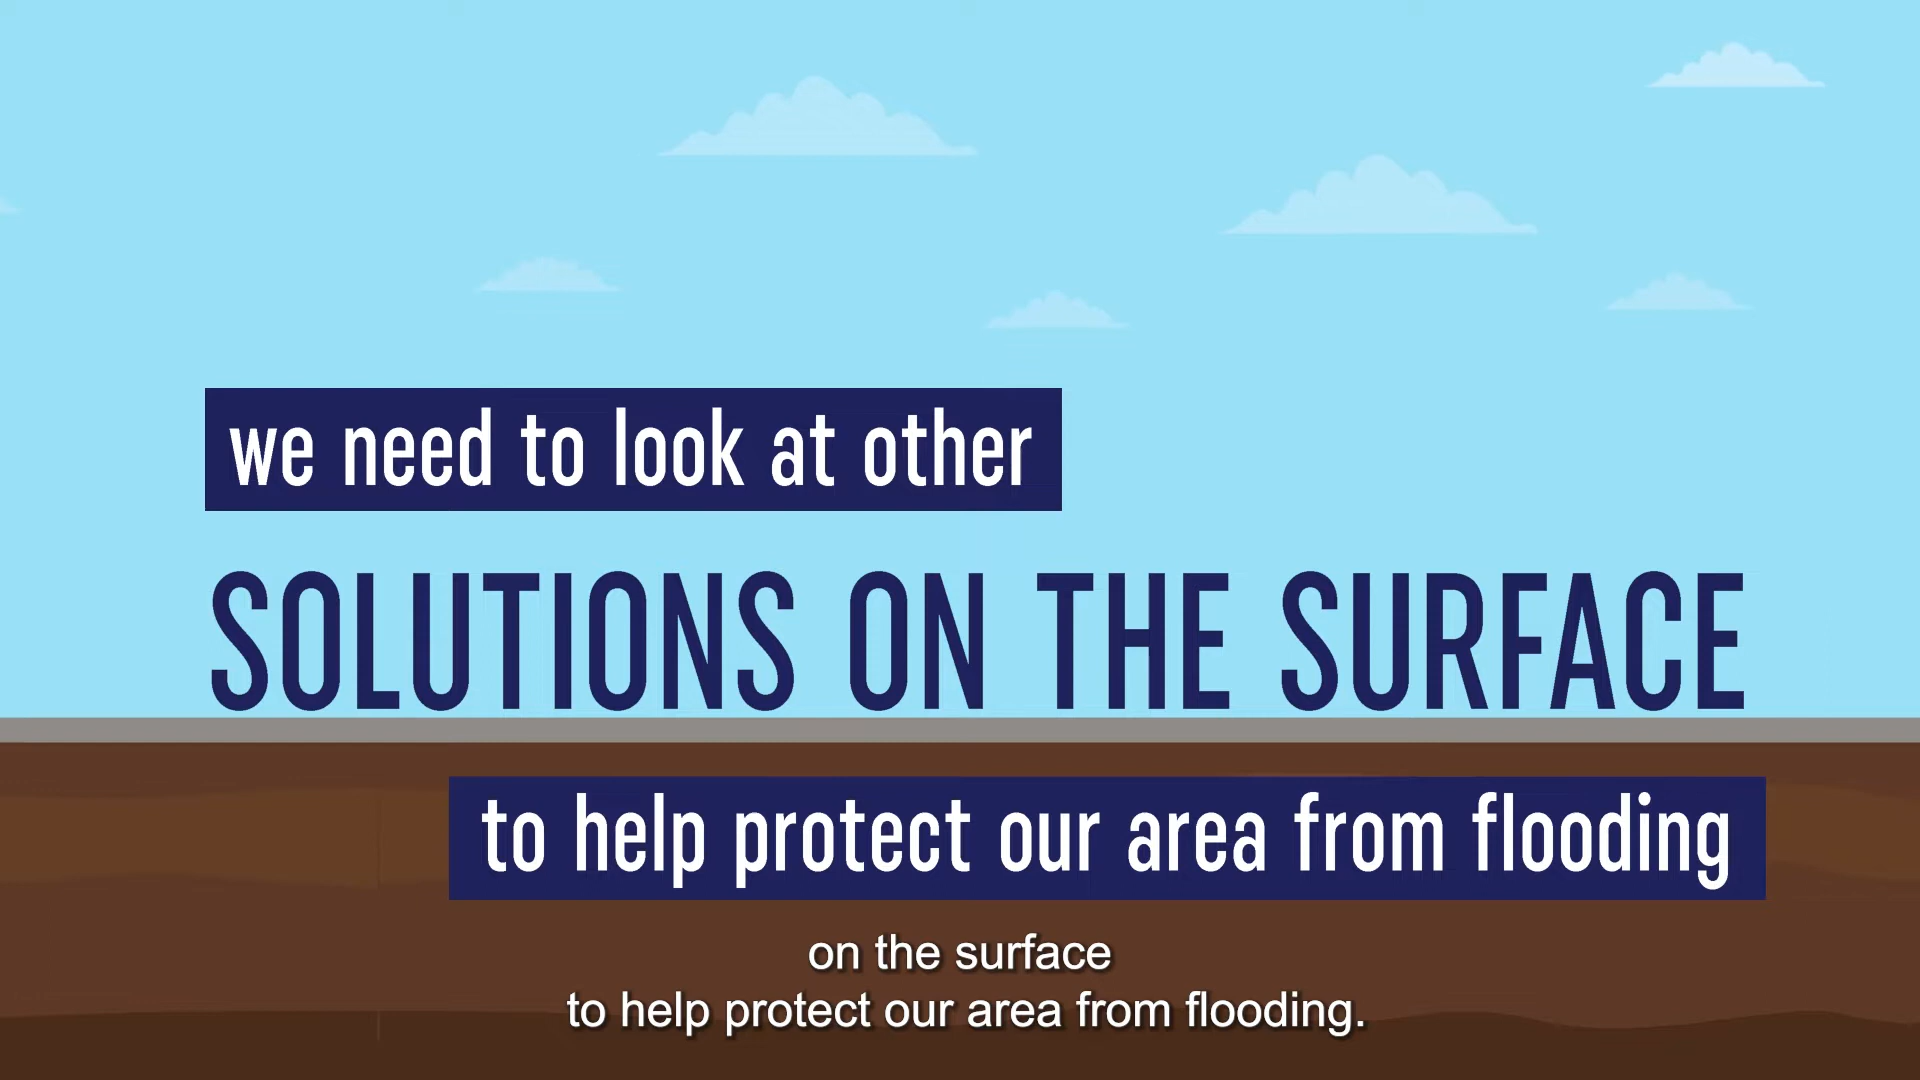 we need to look at other
SOLUTIONS ON THE SURFACE
to help protect our area from flooding
on the surface
to help protect our area from flooding.